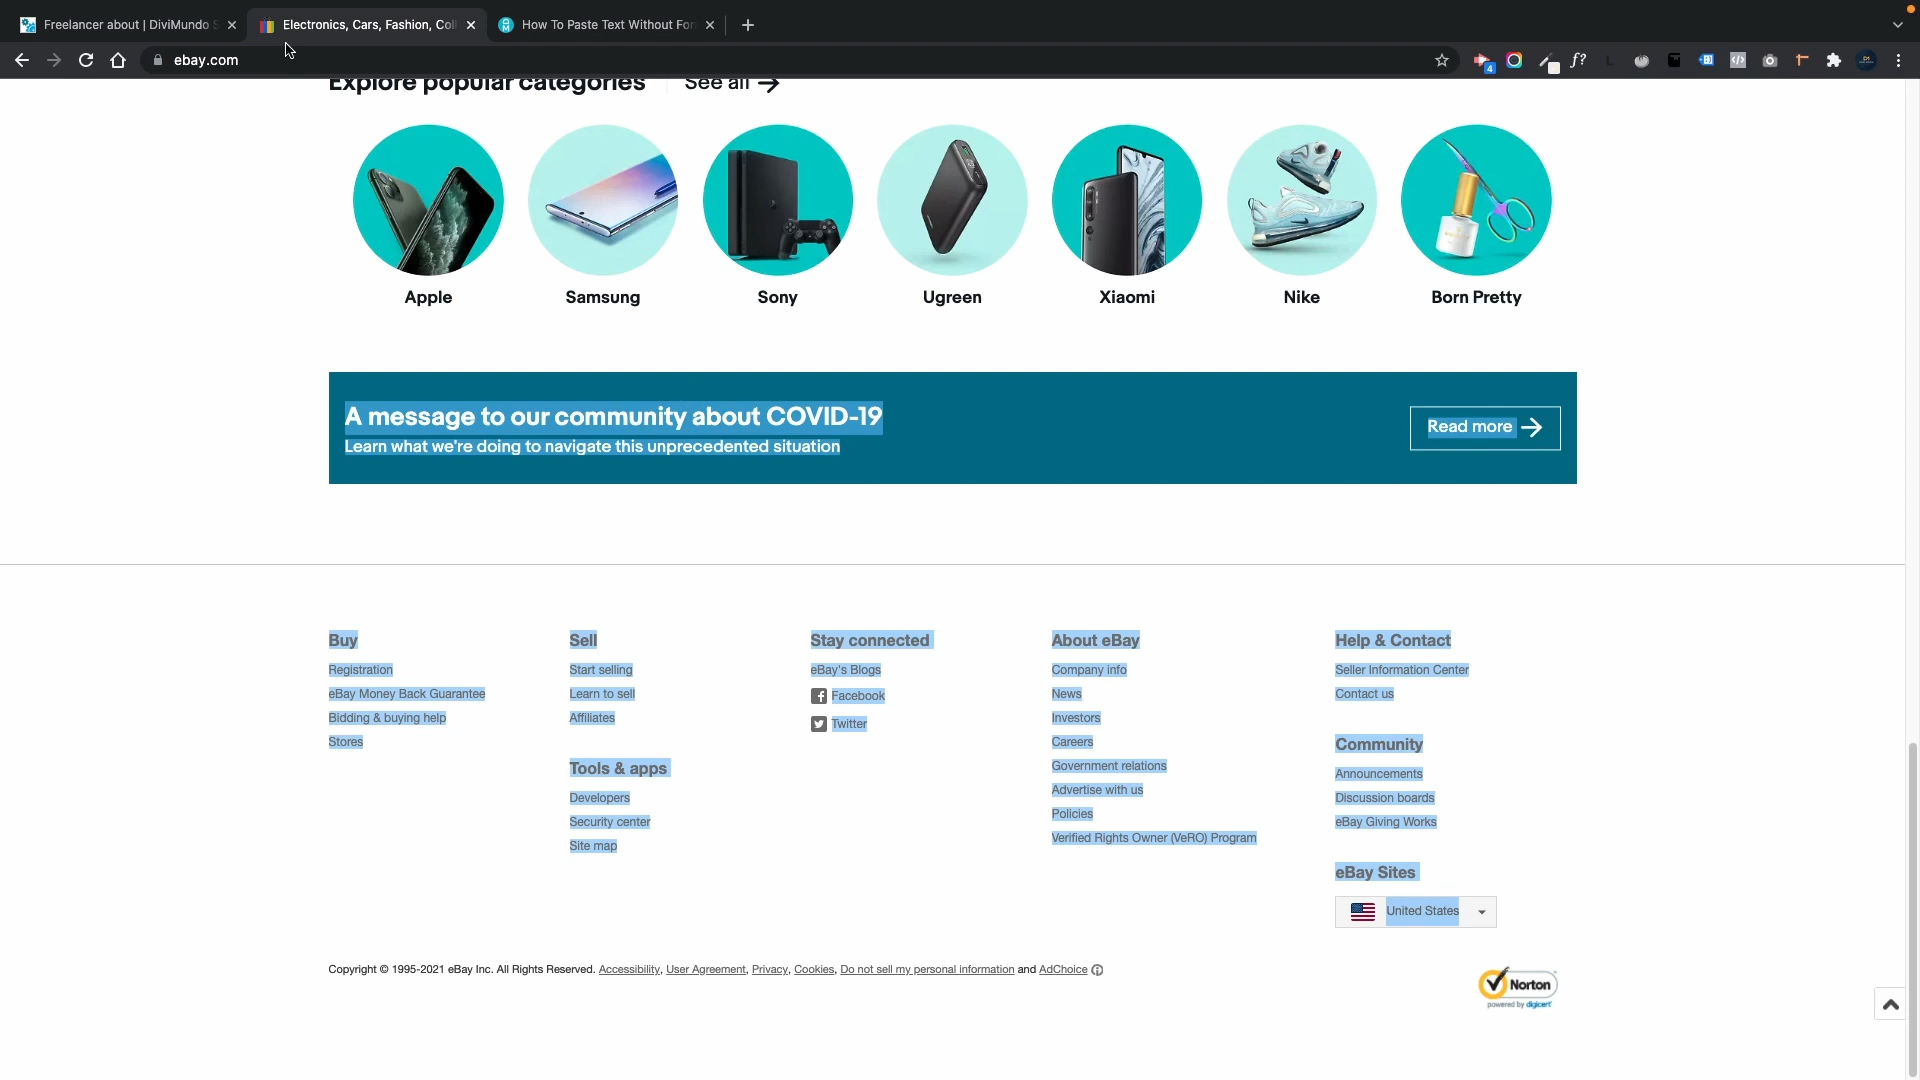 Freelancer about | DiviMundo S
Electronics, Cars, Fashion, Coll
How To Paste Text Without For
ebay.com
4
f?
Explore popular categories
See all
Apple
Samsung
Sony
Ugreen
Xiaomi
Nike
Born Pretty
A message to our community about COVID-19
Learn what we're doing to navigate this unprecedented situation
Read more
Buy
Registration
eBay Money Back Guarantee
Bidding & buying help
Stores
Sell
Start selling
Learn to sell
Affiliates
Tools & apps
Developers
Security center
Site map
Stay connected
eBay's Blogs
Facebook
Twitter
About eBay
Company info
News
Investors
Careers
Government relations
Advertise with us
Policies
Verified Rights Owner (VeRO) Program
Help & Contact
Seller Information Center
Contact us
Community
Announcements
Discussion boards
eBay Giving Works
eBay Sites
United States
Copyright © 1995-2021 eBay Inc. All Rights Reserved. Accessibility, User Agreement, Privacy, Cookies, Do not sell my personal information and AdChoice
Norton
powered by digicert